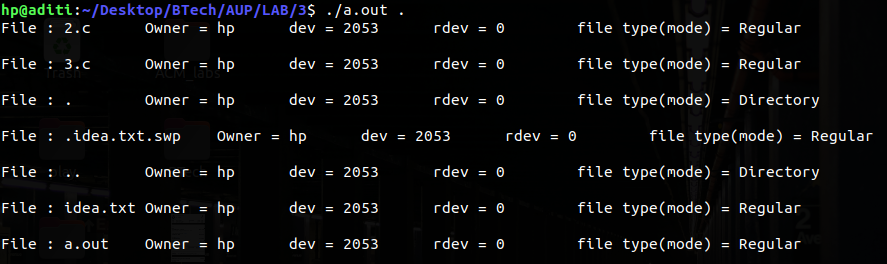 hp@aditi:~/Desktop/BTech/AUP/LAB/3$ ./a.out .
File : 2.c Owner = hp dev = 2053 rdev = 0 file type(mode) = Regular
File : 3.c Owner = hp dev = 2053 rdev = 0 file type(mode) = Regular
File : . Owner = hp dev = 2053 rdev = 0 file type(mode) = Directory
File : .idea.txt.swp Owner = hp dev = 2053 rdev = 0 file type(mode) = Regular
File : .. Owner = hp dev = 2053 rdev = 0 file type(mode) = Directory
File : idea.txt Owner = hp dev = 2053 rdev = 0 file type(mode) = Regular
File : a.out Owner = hp dev = 2053 rdev = 0 file type(mode) = Regular